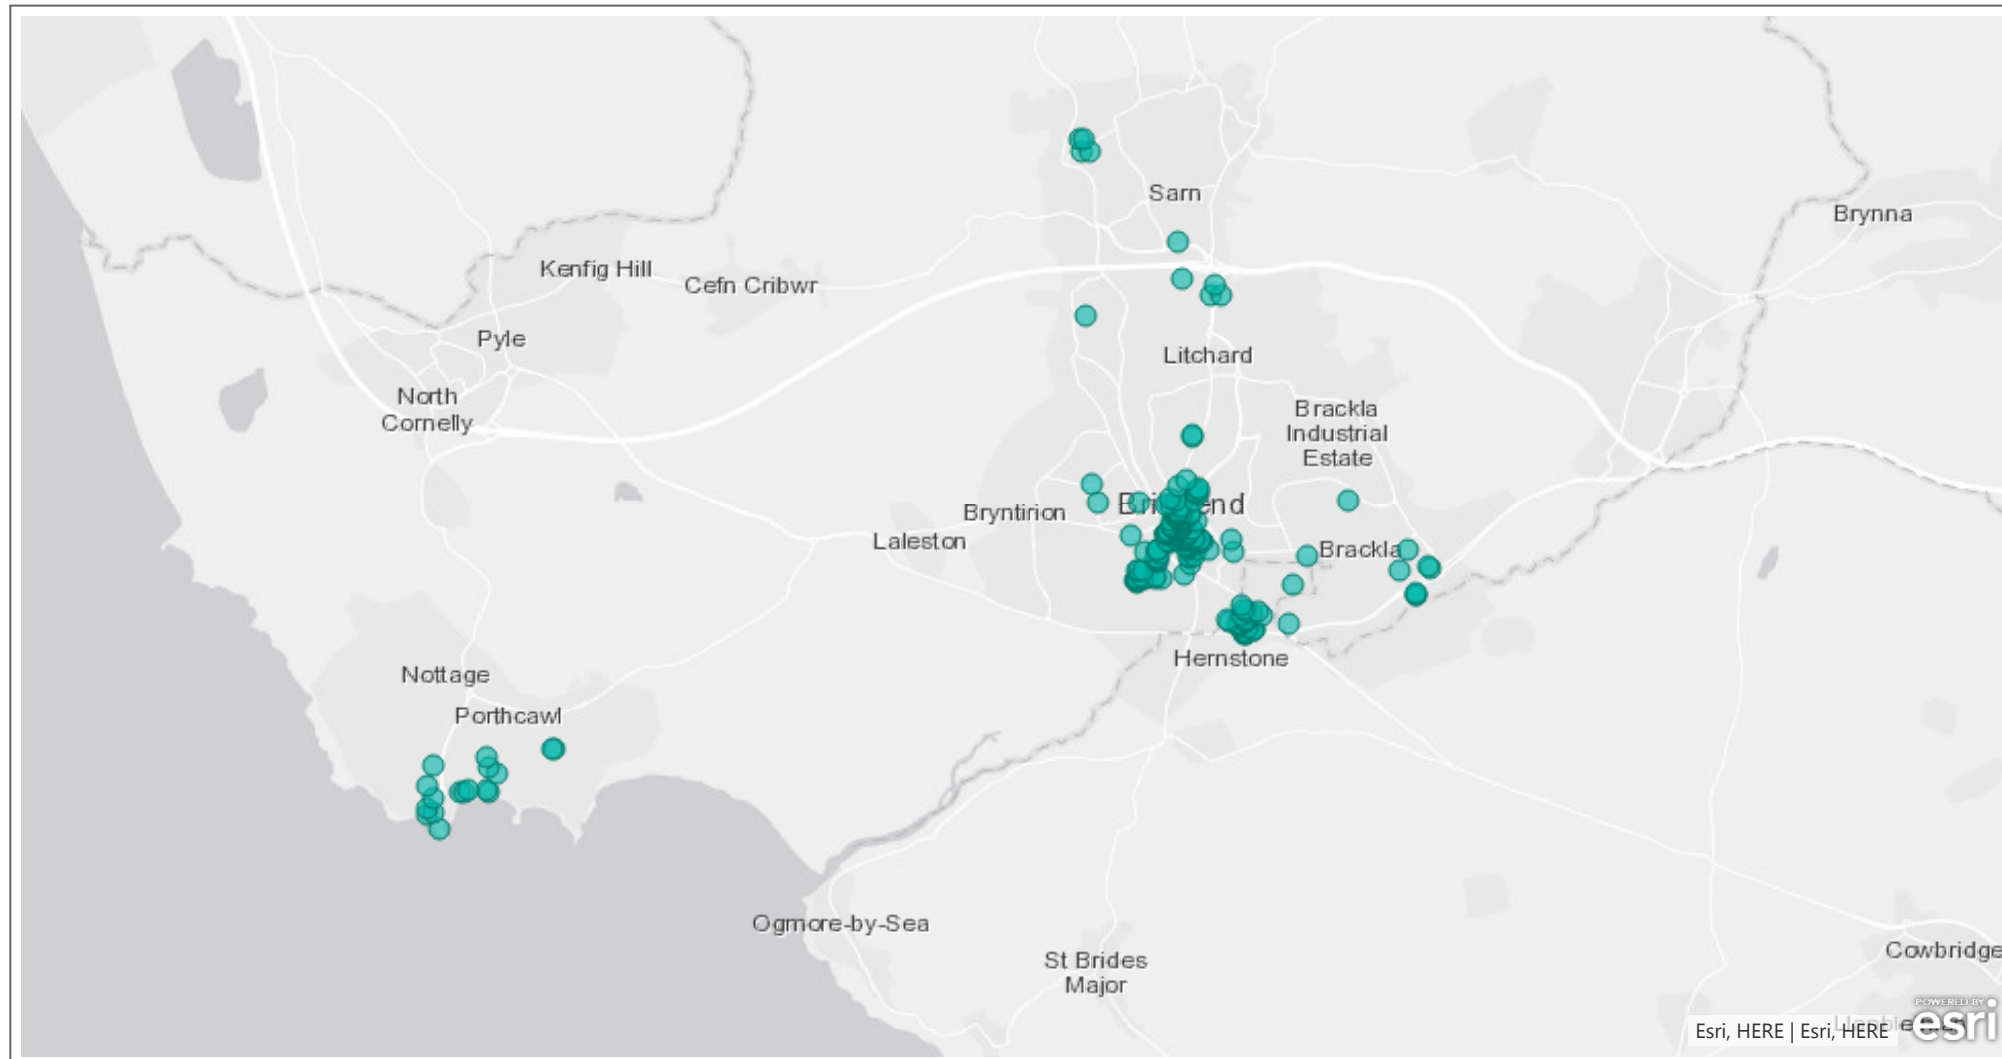 Sarn
Brynna
Kenfig Hill
Cefn Cribwr
Pyle
Litchard
North
Cornelly
Brackla
Industrial
Estate
Bryntirion
Laleston
Brackla
Hernstone
Nottage
Porthcawl
Ogmore-by-Sea
St Brides
Major
Cowbridge
POWERED BY
esri
Esri, HERE | Esri, HERE